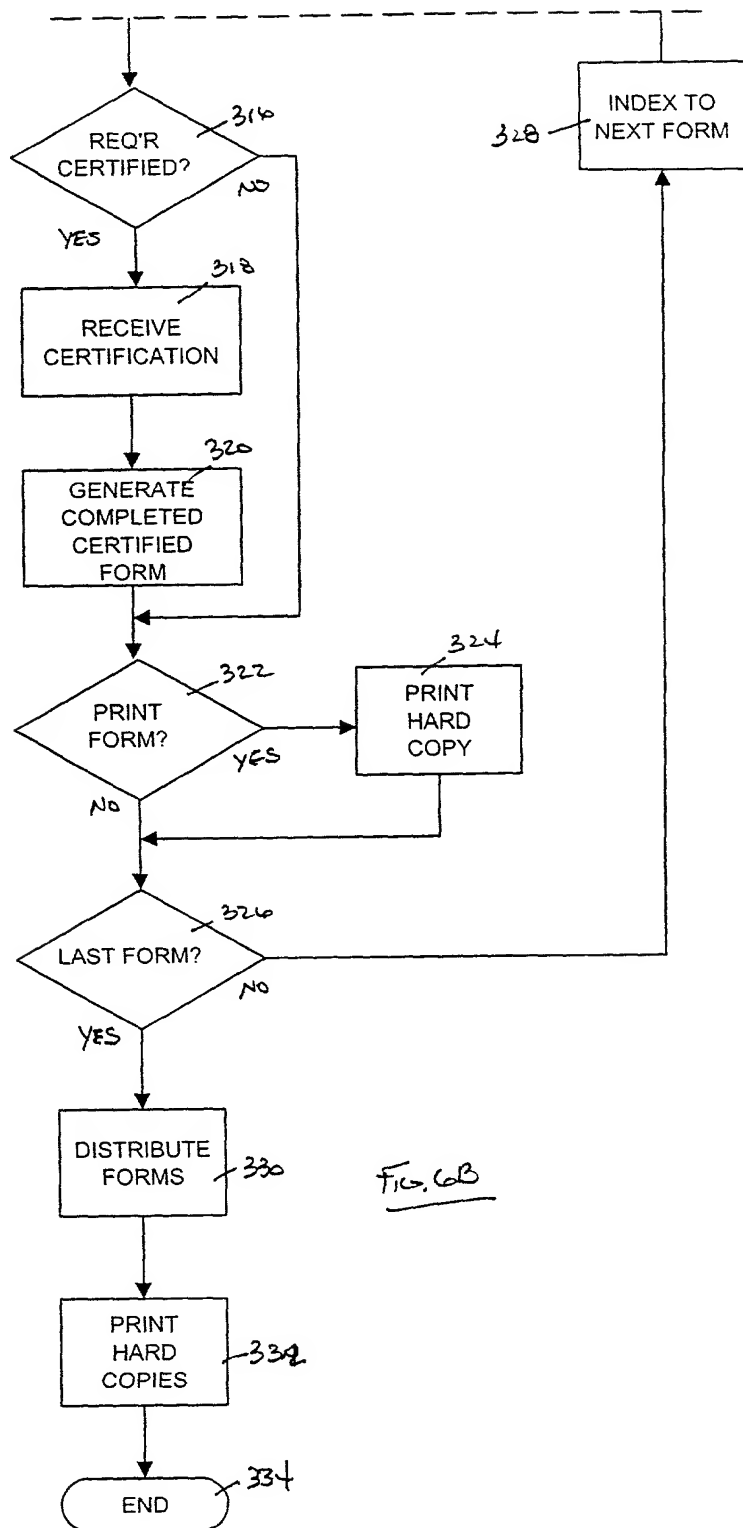 316
REQ'R
CERTIFIED?
NO
YES
328
INDEX TO
NEXT FORM
318
RECEIVE
CERTIFICATION
320
GENERATE
COMPLETED
CERTIFIED
FORM
322
PRINT
FORM?
YES
NO
324
PRINT
HARD
COPY
326
LAST FORM?
NO
YES
DISTRIBUTE
FORMS
330
FIG. 6B
PRINT
HARD
COPIES
332
334
END